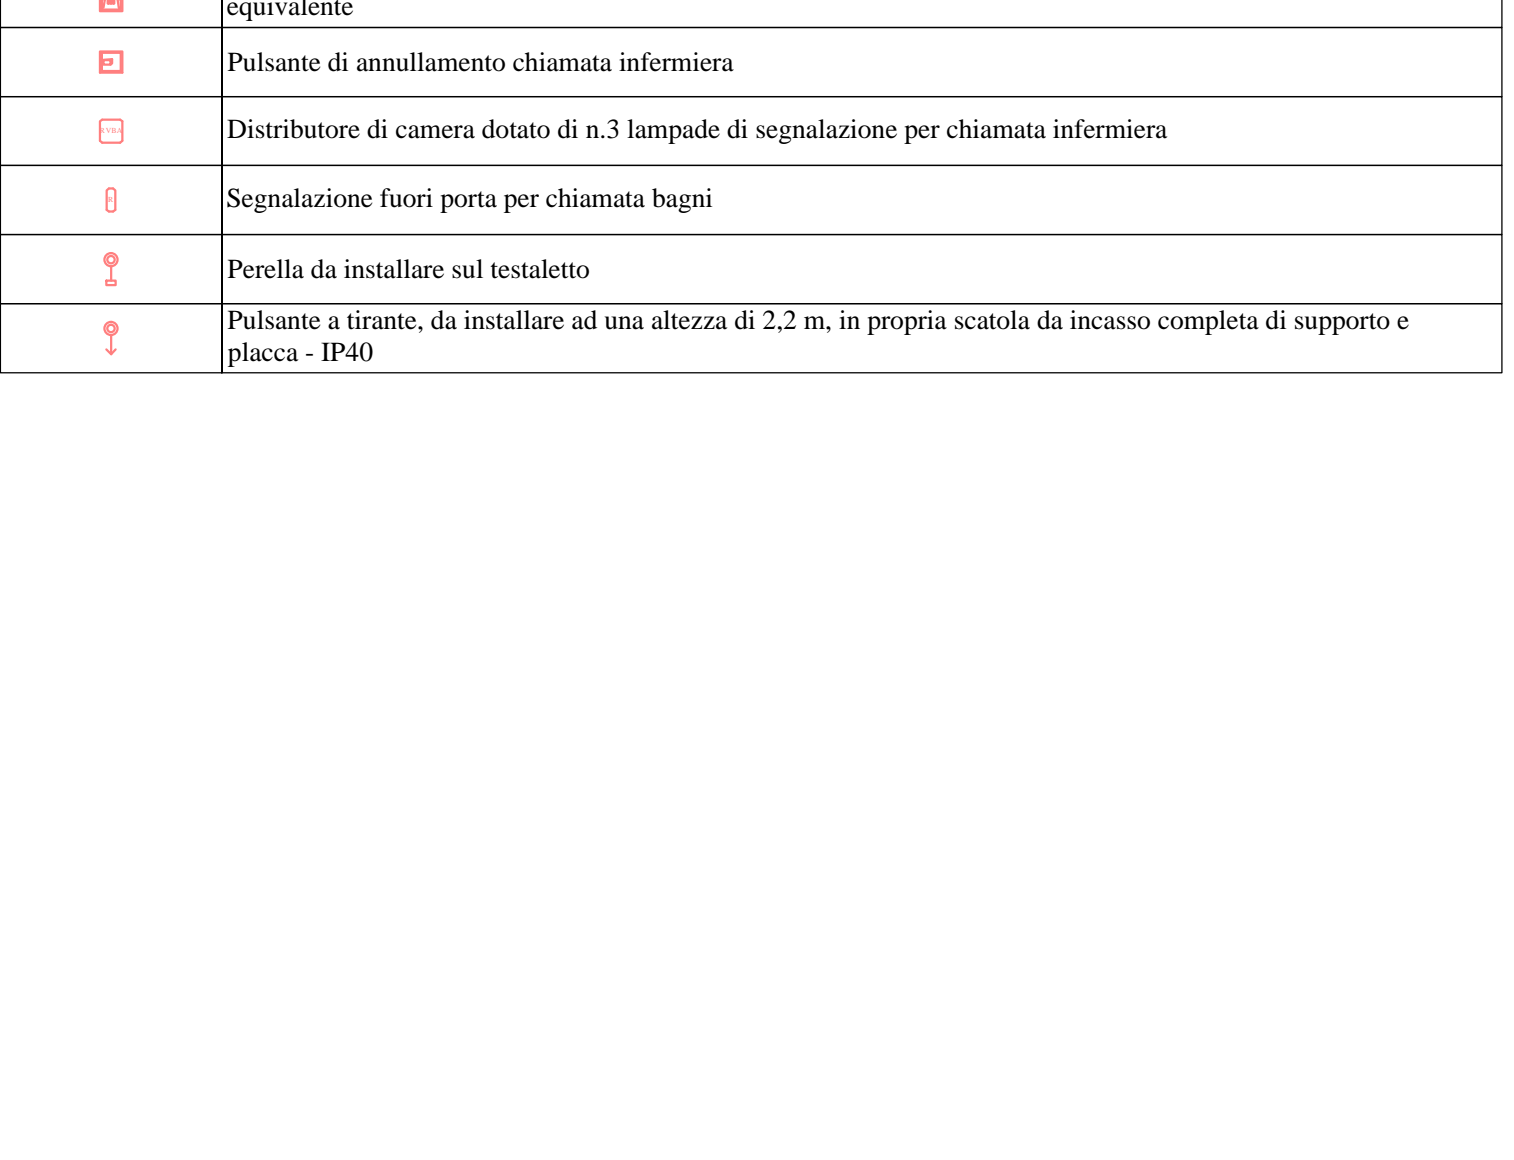 equivalente
Pulsante di annullamento chiamata infermiera
Distributore di camera dotato di n.3 lampade di segnalazione per chiamata infermiera
Segnalazione fuori porta per chiamata bagni
Perella da installare sul testaletto
Pulsante a tirante, da installare ad una altezza di 2,2 m, in propria scatola da incasso completa di supporto e
placca - IP40